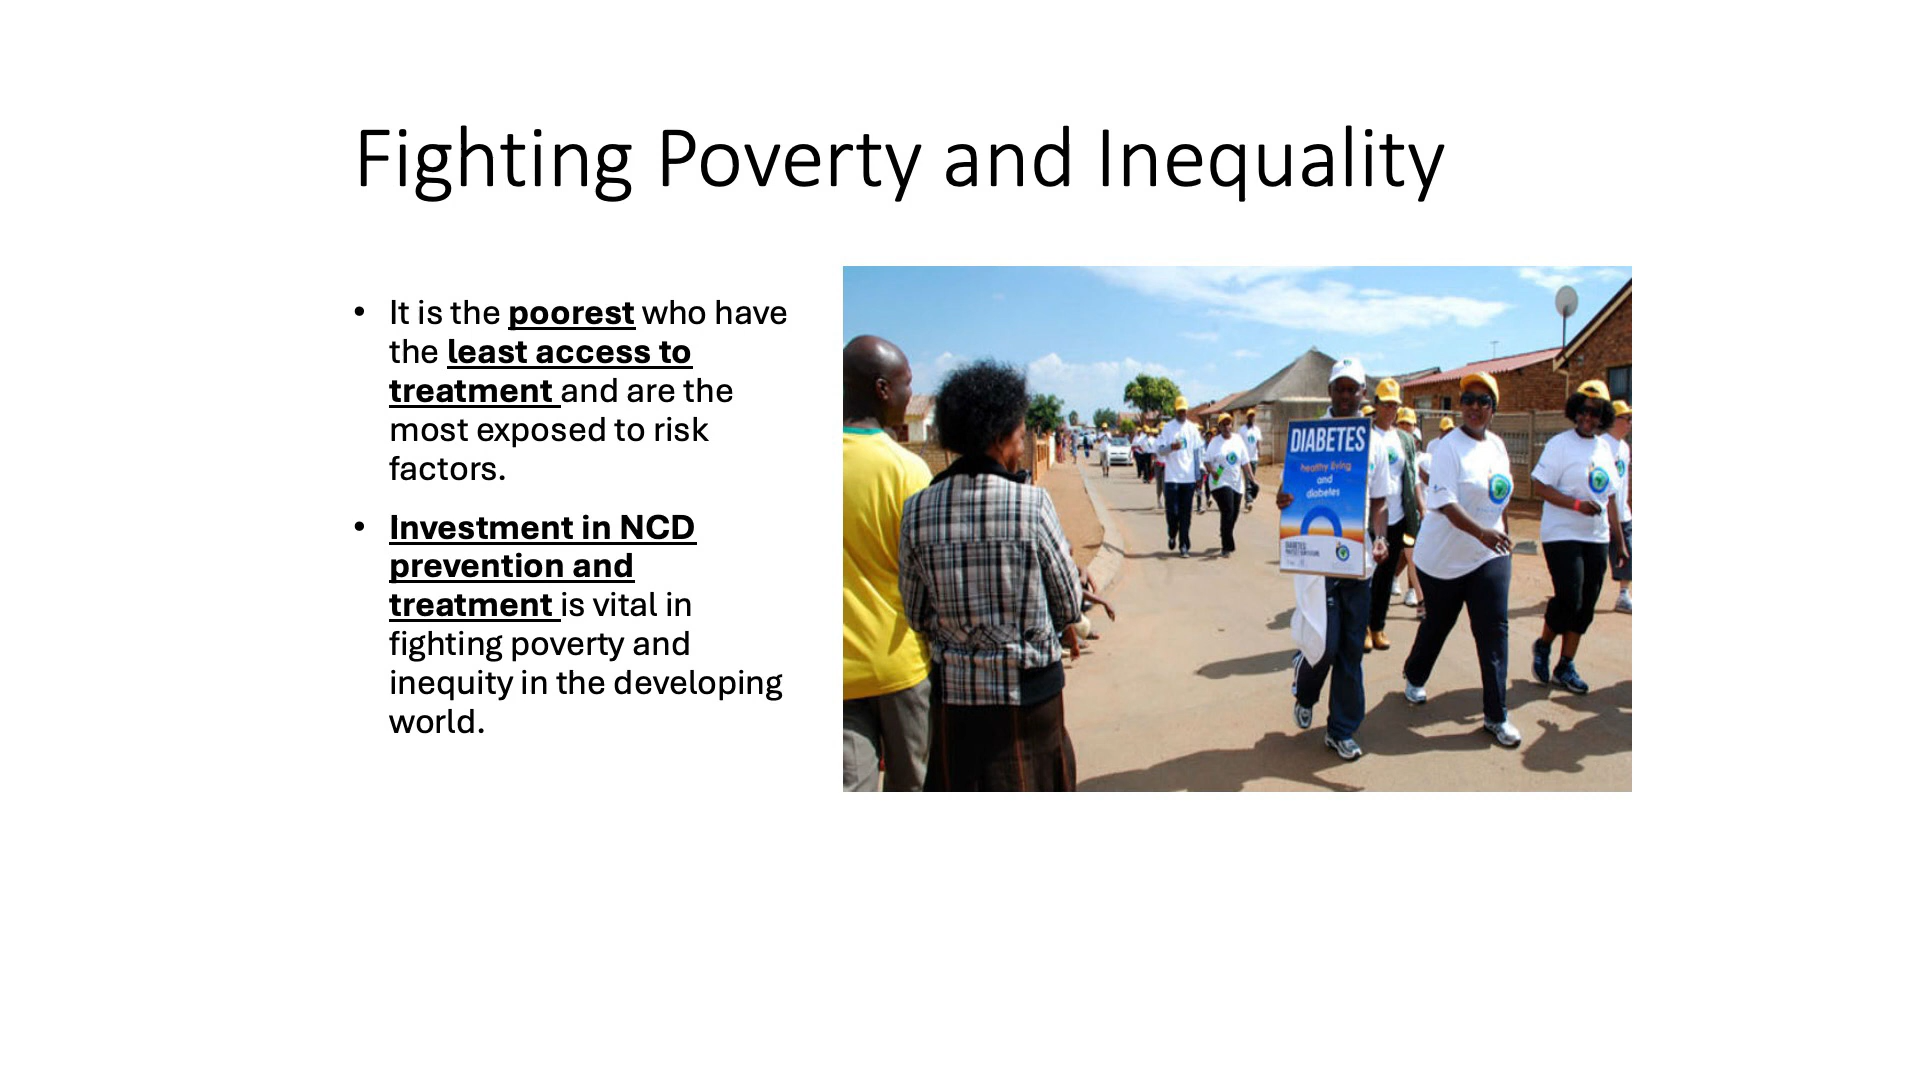 Fighting Poverty and Inequality
• It is the poorest who have
the least access to
treatment and are the
most exposed to risk
factors.
• Investment in NCD
prevention and
treatment is vital in
fighting poverty and
inequity in the developing
world.
DIABETES
healthy living
and
diabetes
DIABETES